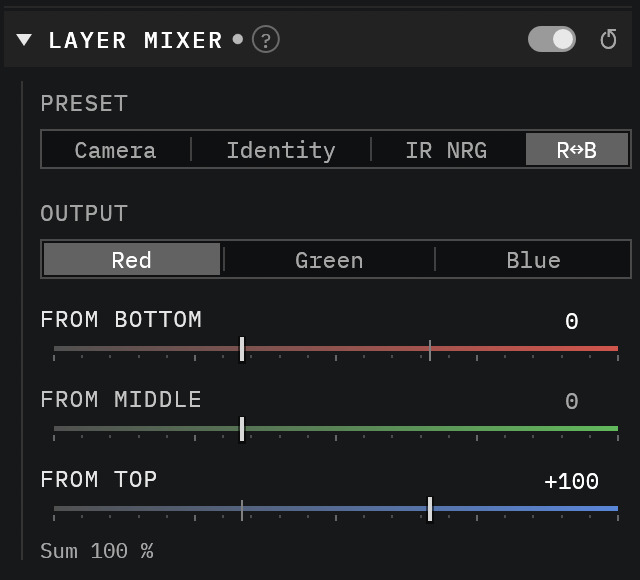 LAYER MIXER ?
PRESET
Camera Identity IR NRG R↔B
OUTPUT
Red Green Blue
FROM BOTTOM 0
FROM MIDDLE 0
FROM TOP +100
Sum 100 %